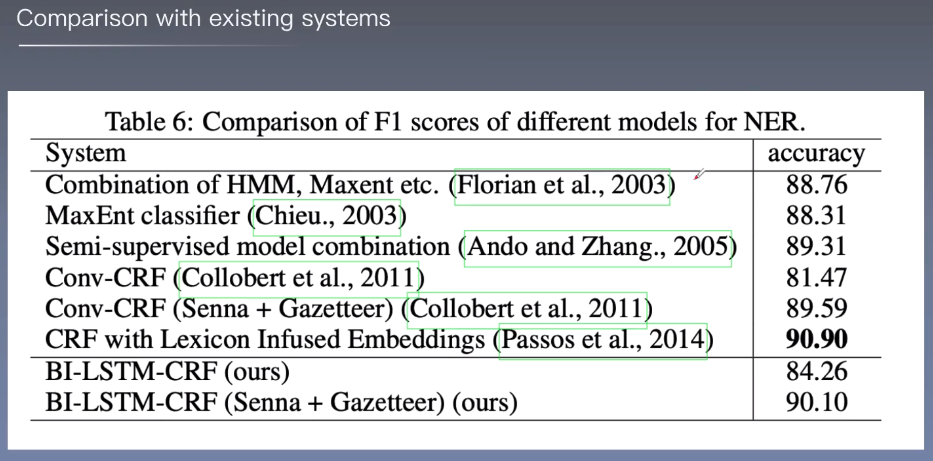 Comparison with existing systems
Table 6: Comparison of F1 scores of different models for NER.
System accuracy
Combination of HMM, Maxent etc. (Florian et al., 2003) 88.76
MaxEnt classifier (Chieu., 2003) 88.31
Semi-supervised model combination (Ando and Zhang., 2005) 89.31
Conv-CRF (Collobert et al., 2011) 81.47
Conv-CRF (Senna + Gazetteer) (Collobert et al., 2011) 89.59
CRF with Lexicon Infused Embeddings (Passos et al., 2014) 90.90
BI-LSTM-CRF (ours) 84.26
BI-LSTM-CRF (Senna + Gazetteer) (ours) 90.10